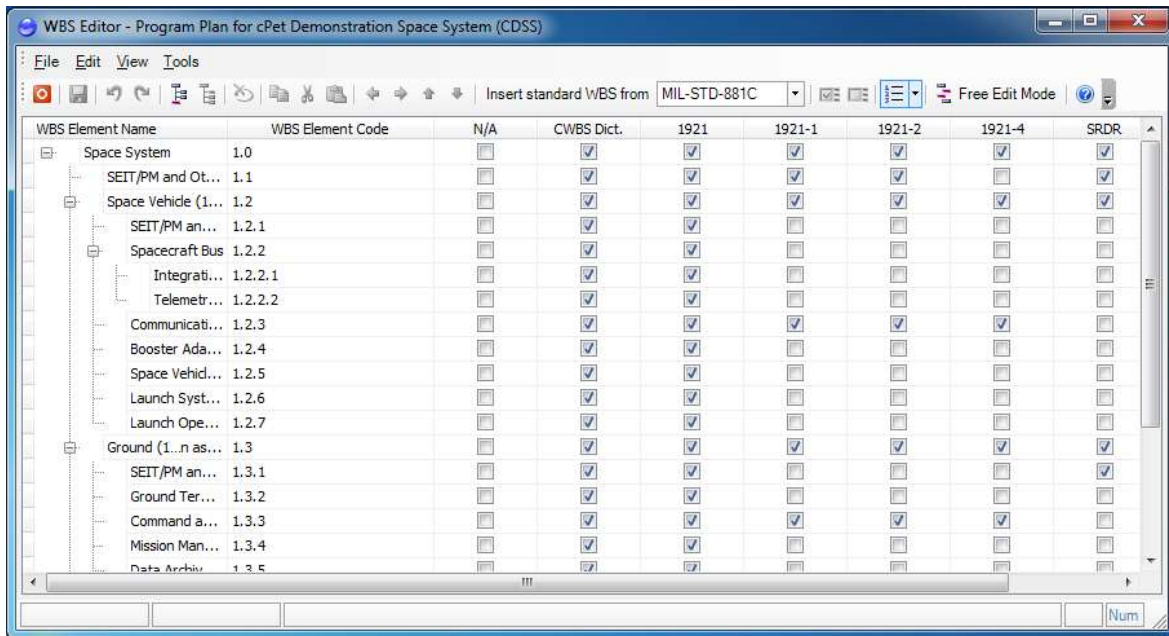 WBS Editor - Program Plan for cPet Demonstration Space System (CDSS)
File Edit View Tools
Insert standard WBS from MIL-STD-881C Free Edit Mode
WBS Element Name WBS Element Code N/A CWBS Dict. 1921 1921-1 1921-2 1921-4 SRDR
Space System 1.0
SEIT/PM and Ot... 1.1
Space Vehicle (1... 1.2
SEIT/PM an... 1.2.1
Spacecraft Bus 1.2.2
Integrati... 1.2.2.1
Telemetr... 1.2.2.2
Communicati... 1.2.3
Booster Ada... 1.2.4
Space Vehicl... 1.2.5
Launch Syst... 1.2.6
Launch Ope... 1.2.7
Ground (1...n as... 1.3
SEIT/PM an... 1.3.1
Ground Ter... 1.3.2
Command a... 1.3.3
Mission Man... 1.3.4
Data Archiv... 1.3.5
Num